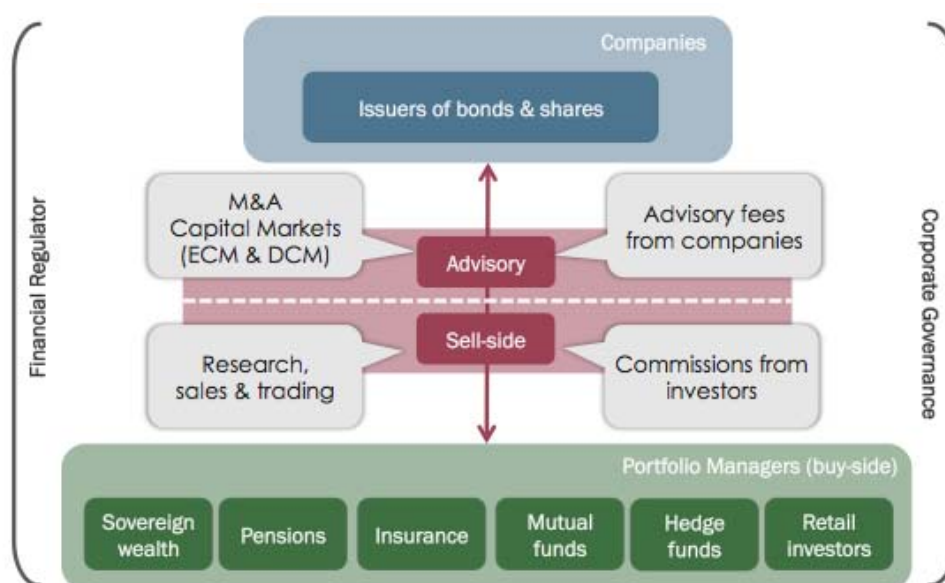 Companies
Issuers of bonds & shares
Financial Regulator
Corporate Governance
M&A
Capital Markets
(ECM & DCM)
Advisory fees
from companies
Advisory
Sell-side
Research,
sales & trading
Commissions from
investors
Portfolio Managers (buy-side)
Sovereign
wealth
Pensions
Insurance
Mutual
funds
Hedge
funds
Retail
investors